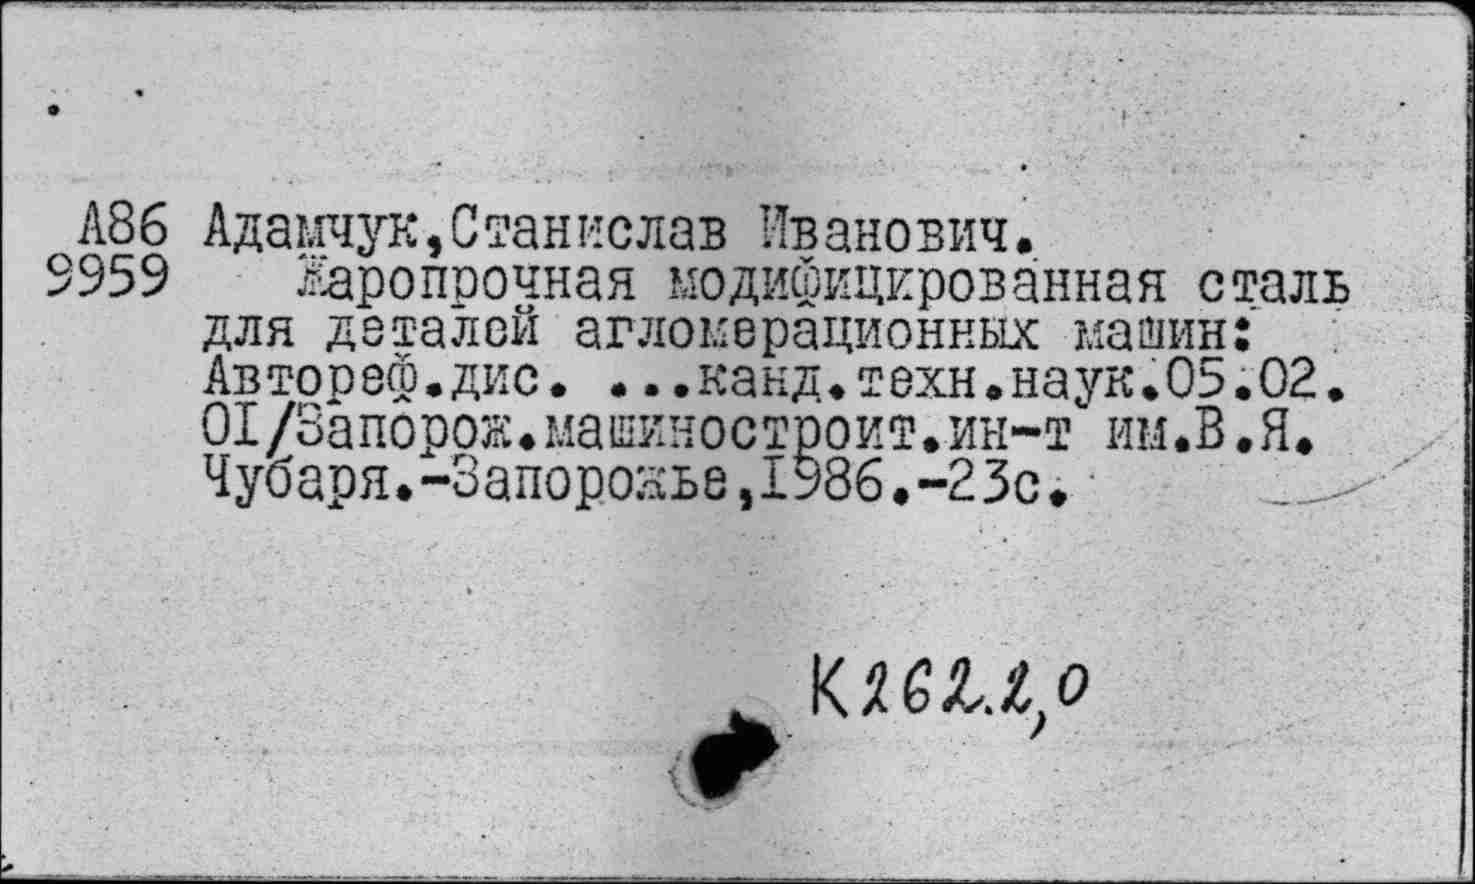 А86 Адамчук,Станислав Иванович.
9959 Жаропрочная модифицированная сталь
для деталей агломерационных машин:
Автореф.дис. ...канд.техн.наук.05.02.
01/Запорож.машиностроит.ин-т им.В.Я.
Чубаря.-Запорожье,1986.-23с.
К262.2,0